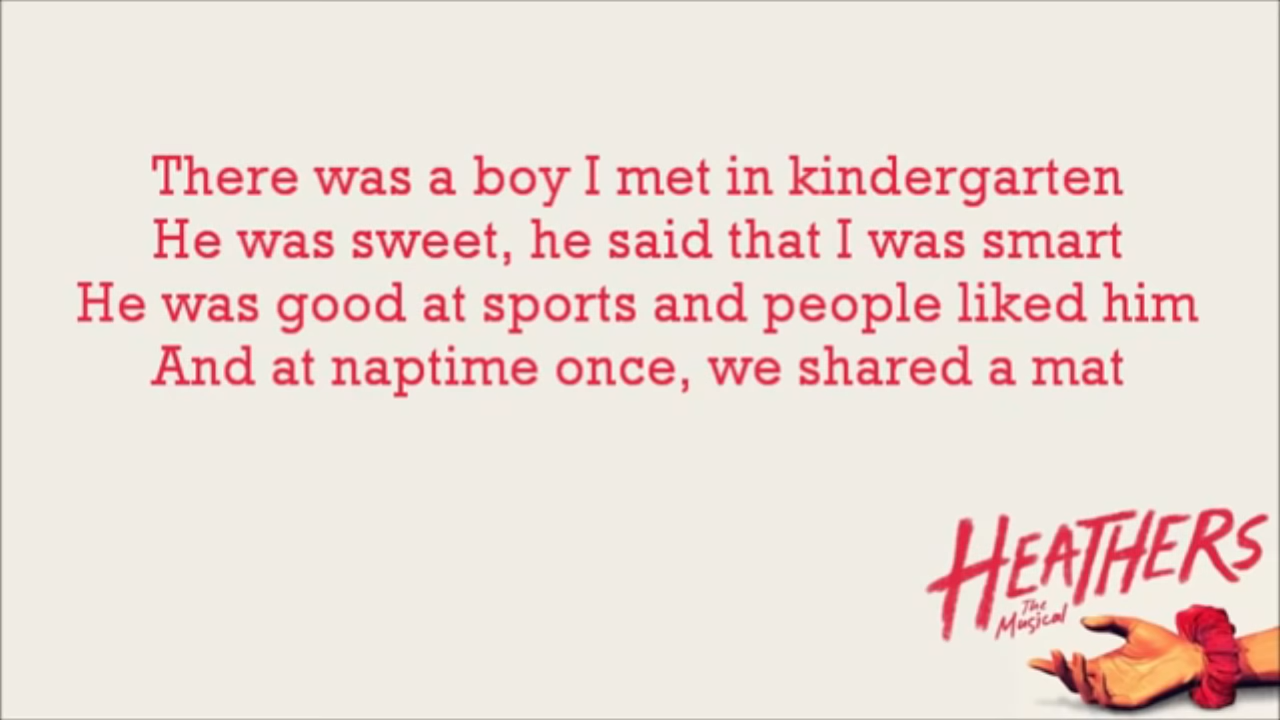 There was a boy I met in kindergarten
He was sweet, he said that I was smart
He was good at sports and people liked him
And at naptime once, we shared a mat
HEATHERS
The
Musical